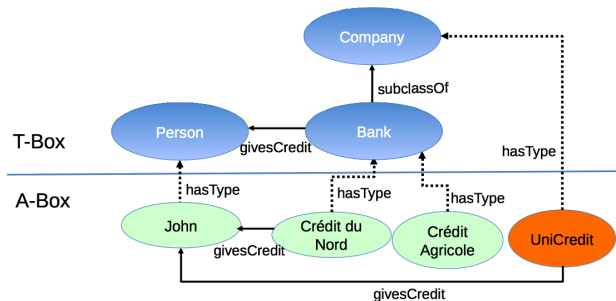 Company
subclassOf
Person
Bank
givesCredit
T-Box
hasType
hasType
hasType
hasType
A-Box
John
Crédit du
Nord
Crédit
Agricole
UniCredit
givesCredit
givesCredit